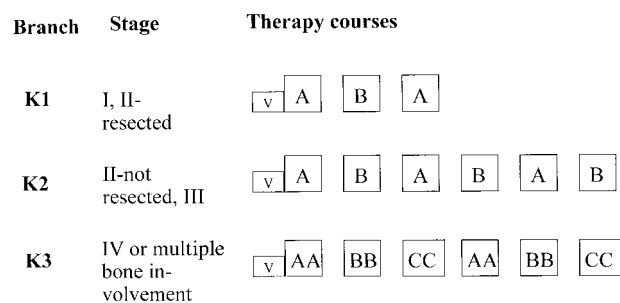 Branch Stage Therapy courses
K1 I, II- V A B A
resected
K2 II-not V A B A B A B
resected, III
IV or multiple
K3 bone in- V AA BB CC AA BB CC
volvement